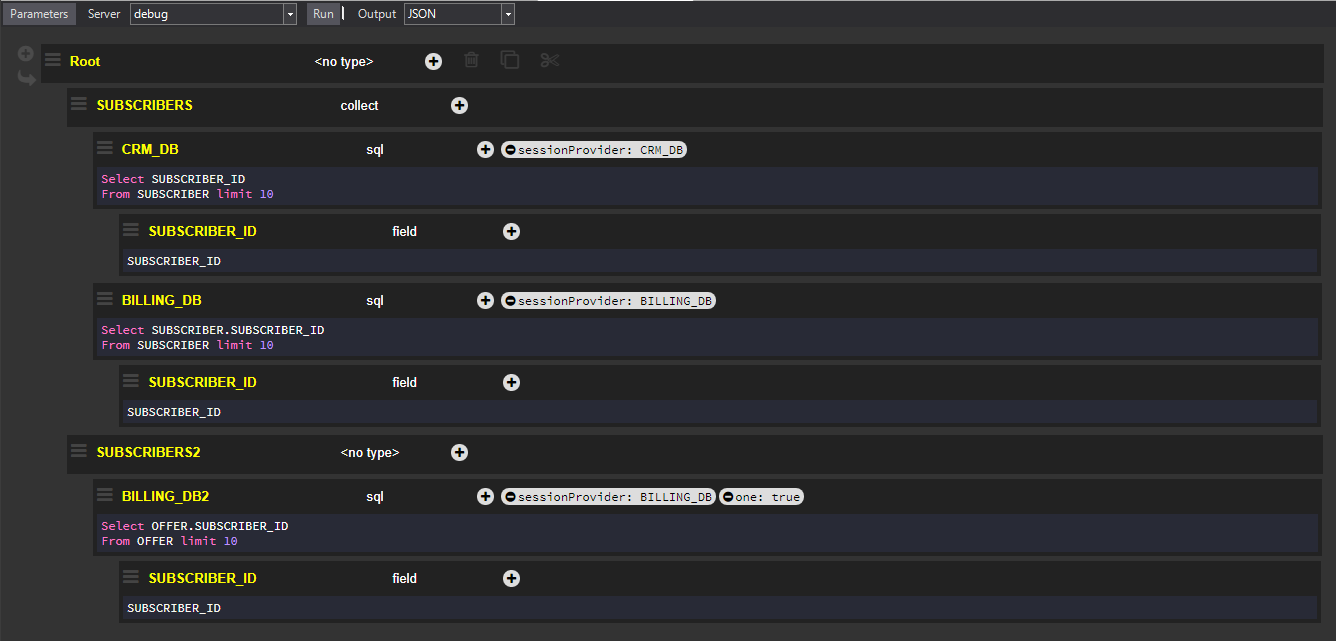 Parameters Server debug Run Output JSON
Root <no type>
SUBSCRIBERS collect
CRM_DB sql sessionProvider: CRM_DB
Select SUBSCRIBER_ID
From SUBSCRIBER limit 10
SUBSCRIBER_ID field
SUBSCRIBER_ID
BILLING_DB sql sessionProvider: BILLING_DB
Select SUBSCRIBER.SUBSCRIBER_ID
From SUBSCRIBER limit 10
SUBSCRIBER_ID field
SUBSCRIBER_ID
SUBSCRIBERS2 <no type>
BILLING_DB2 sql sessionProvider: BILLING_DB one: true
Select OFFER.SUBSCRIBER_ID
From OFFER limit 10
SUBSCRIBER_ID field
SUBSCRIBER_ID